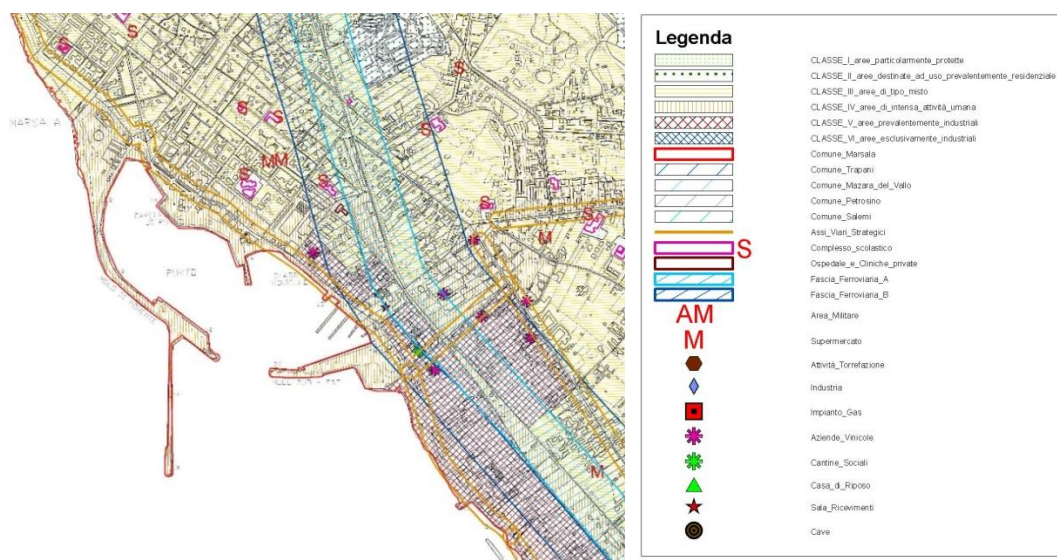 MARSALA
PUNTO
S
S
S
S
S
S
MM
S
S
S
S
M
M
Legenda
CLASSE_I_aree_particolarmente_protette
CLASSE_II_aree_destinate_ad_uso_prevalentemente_residenziale
CLASSE_III_aree_di_tipo_misto
CLASSE_IV_aree_di_intensa_attività_umana
CLASSE_V_aree_prevalentemente_industriali
CLASSE_VI_aree_esclusivamente_industriali
Comune_Marsala
Comune_Trapani
Comune_Mazara_del_Vallo
Comune_Petrosino
Comune_Salemi
Assi_Viari_Strategici
S Complesso_scolastico
Ospedale_e_Cliniche_private
Fascia_Ferroviaria_A
Fascia_Ferroviaria_B
AM Area_Militare
M Supermercato
Attività_Torrefazione
Industria
Impianto_Gas
Aziende_Vinicole
Cantine_Sociali
Casa_di_Riposo
Sala_Ricevimenti
Cave